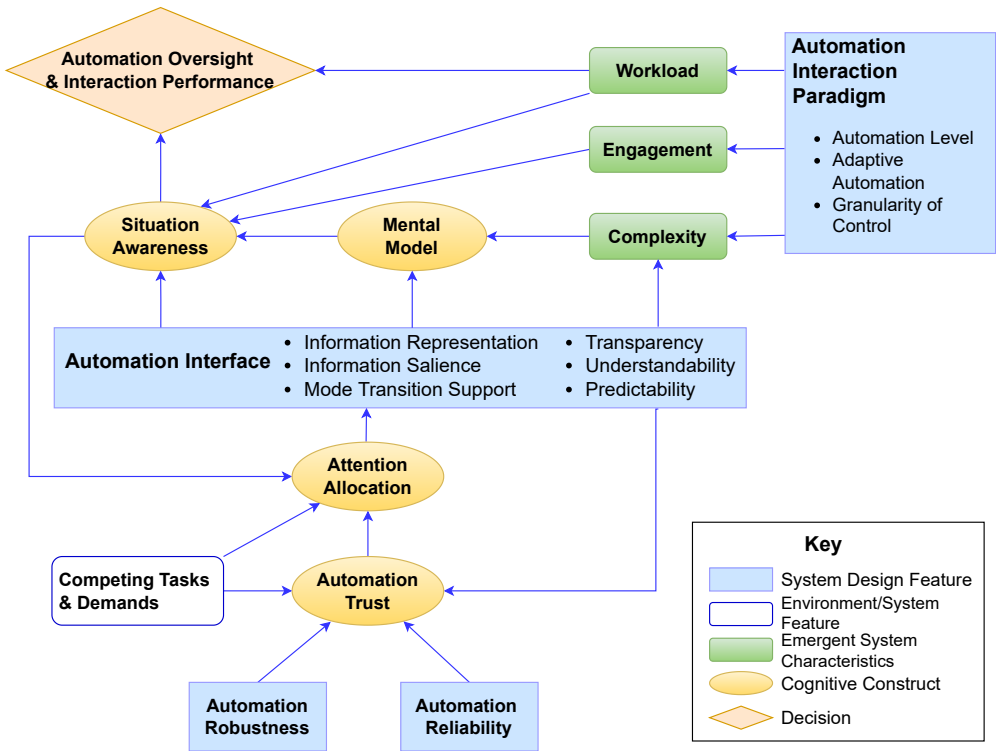 Automation Oversight
& Interaction Performance
Workload
Automation
Interaction
Paradigm
• Automation Level
• Adaptive
Automation
• Granularity of
Control
Engagement
Situation
Awareness
Mental
Model
Complexity
Automation Interface
• Information Representation
• Information Salience
• Mode Transition Support
• Transparency
• Understandability
• Predictability
Attention
Allocation
Competing Tasks
& Demands
Automation
Trust
Automation
Robustness
Automation
Reliability
Key
System Design Feature
Environment/System
Feature
Emergent System
Characteristics
Cognitive Construct
Decision